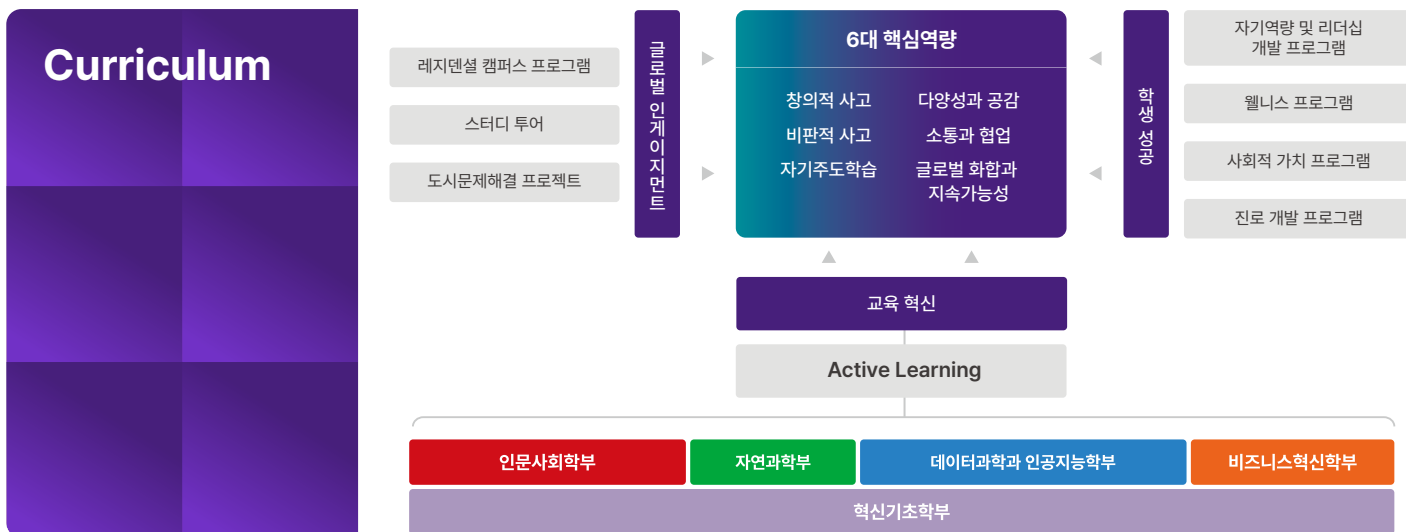 Curriculum
레지덴셜 캠퍼스 프로그램
스터디 투어
도시문제해결 프로젝트
글로벌 인게이지먼트
6대 핵심역량
창의적 사고
다양성과 공감
비판적 사고
소통과 협업
자기주도학습
글로벌 화합과
지속가능성
학생 성공
자기역량 및 리더십
개발 프로그램
웰니스 프로그램
사회적 가치 프로그램
진로 개발 프로그램
교육 혁신
Active Learning
인문사회학부
자연과학부
데이터과학과 인공지능학부
비즈니스혁신학부
혁신기초학부